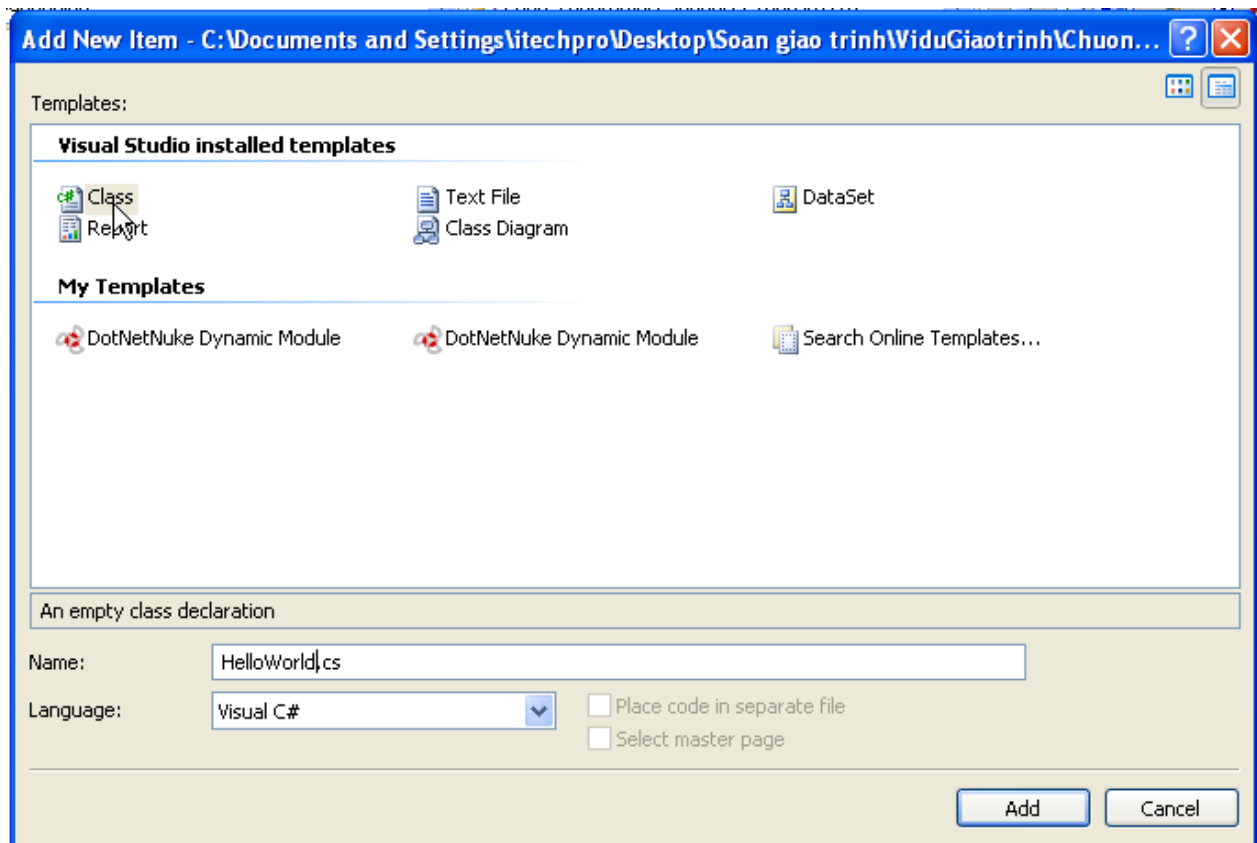 Add New Item - C:\Documents and Settings\itechpro\Desktop\Soan giao trinh\ViduGiaotrinh\Chuon...
Templates:
Visual Studio installed templates
Class
Text File
DataSet
Report
Class Diagram
My Templates
DotNetNuke Dynamic Module
DotNetNuke Dynamic Module
Search Online Templates...
An empty class declaration
Name:
HelloWorld.cs
Language:
Visual C#
Place code in separate file
Select master page
Add
Cancel